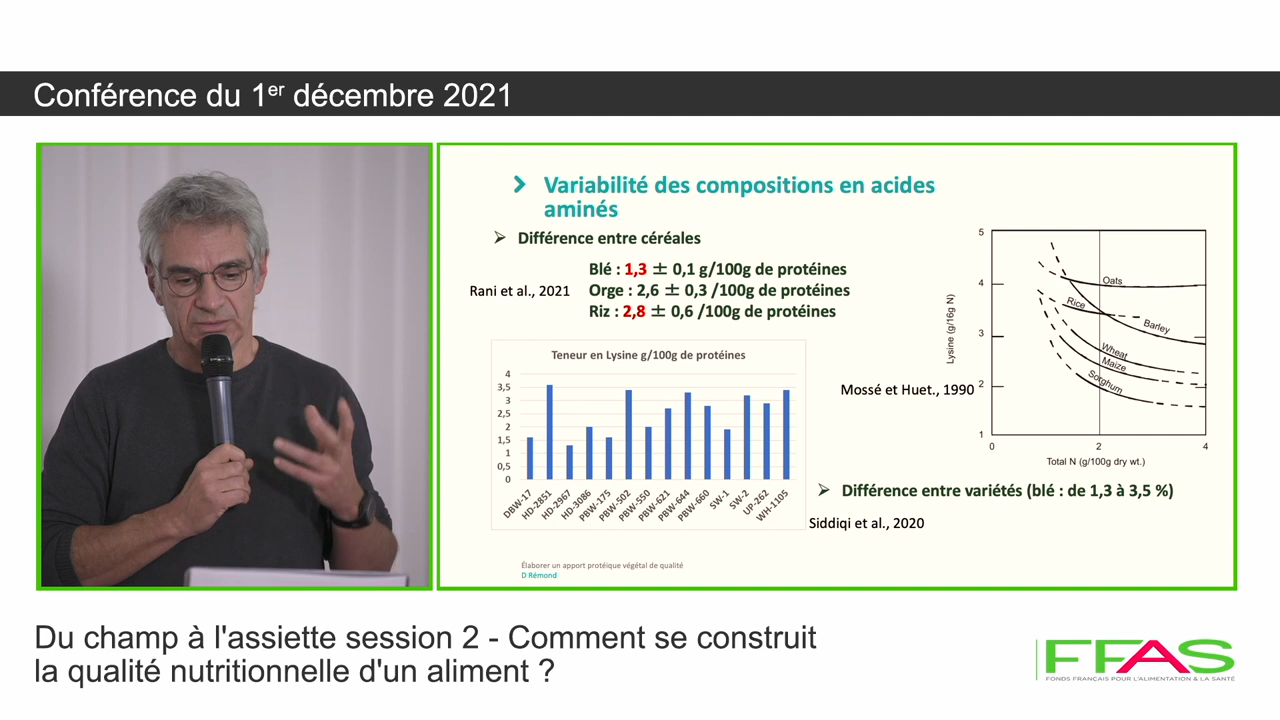 Conférence du 1er décembre 2021
Variabilité des compositions en acides
aminés
Différence entre céréales
Blé : 1,3 ± 0,1 g/100g de protéines
Rani et al., 2021
Orge : 2,6 ± 0,3 /100g de protéines
Riz : 2,8 ± 0,6 /100g de protéines
Teneur en Lysine g/100g de protéines
4
3,5
3
2,5
2
1,5
1
0,5
0
DBW-17
HD-2851
HD-2967
HD-3086
PBW-175
PBW-502
PBW-550
PBW-621
PBW-644
PBW-660
SW-1
SW-2
UP-262
WH-1105
Lysine (g/16g N)
5
4
3
2
1
Oats
Rice
Barley
Wheat
Maize
Sorghum
0
2
4
Total N (g/100g dry wt.)
Mossé et Huet., 1990
Différence entre variétés (blé : de 1,3 à 3,5 %)
Siddiqi et al., 2020
Élaborer un apport protéique végétal de qualité
D Rémond
Du champ à l'assiette session 2 - Comment se construit
la qualité nutritionnelle d'un aliment ?
FFAS
FONDS FRANÇAIS POUR L'ALIMENTATION & LA SANTÉ